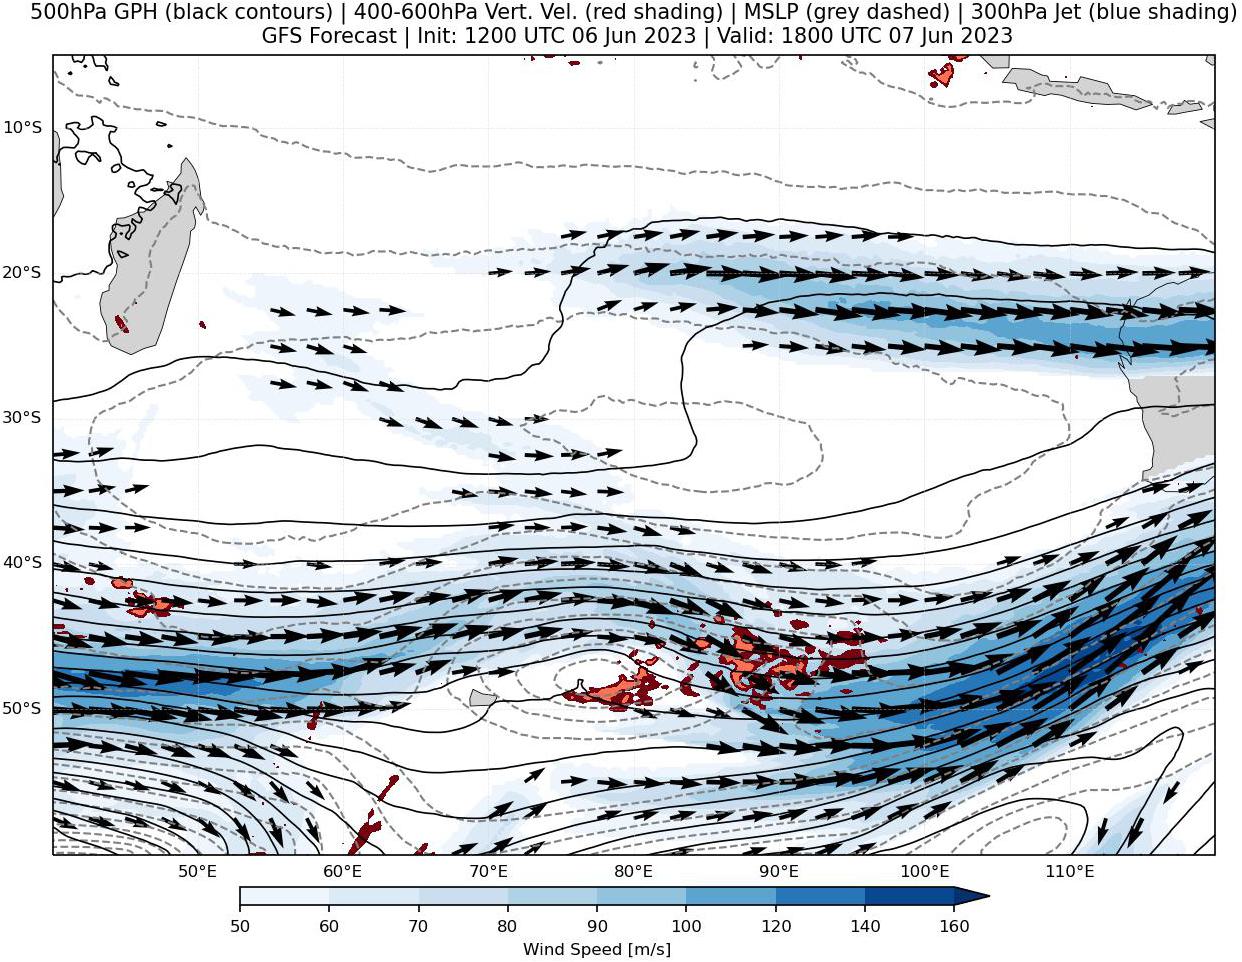 500hPa GPH (black contours) | 400-600hPa Vert. Vel. (red shading) | MSLP (grey dashed) | 300hPa Jet (blue shading)
GFS Forecast | Init: 1200 UTC 06 Jun 2023 | Valid: 1800 UTC 07 Jun 2023
10°S
20°S
30°S
40°S
50°S
50°E 60°E 70°E 80°E 90°E 100°E 110°E
50 60 70 80 90 100 120 140 160
Wind Speed [m/s]